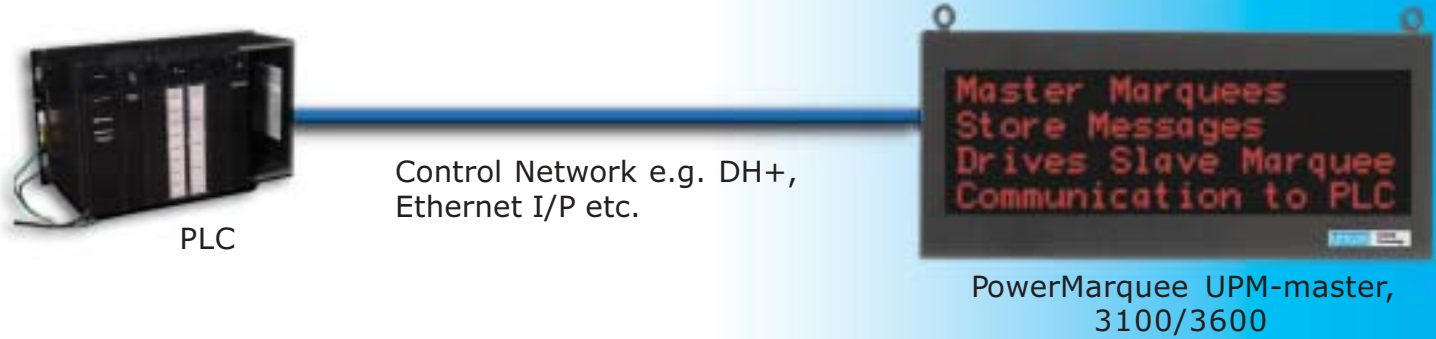 Master Marquees
Store Messages
Drives Slave Marquee
Communication to PLC
Control Network e.g. DH+,
Ethernet I/P etc.
PLC
PowerMarquee UPM-master,
3100/3600